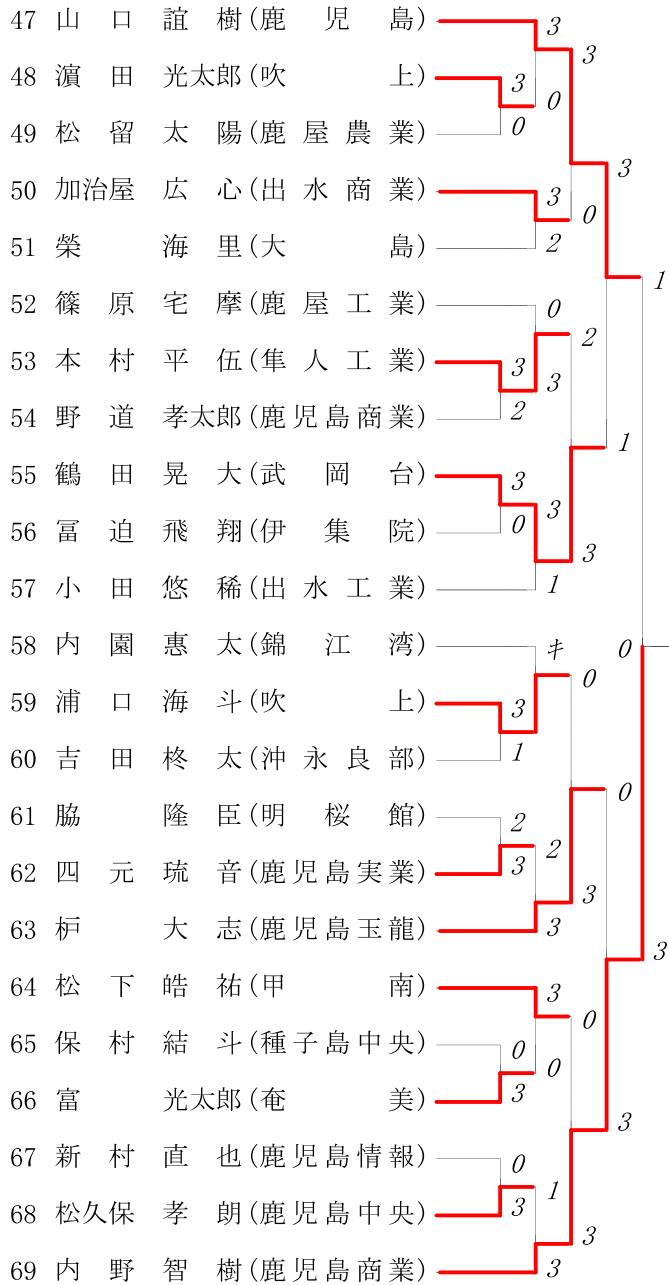 47 山口誼樹(鹿児島)
3
3
48 濵田光太郎(吹上)
3
0
49 松留太陽(鹿屋農業)
0
3
50 加治屋広心(出水商業)
3
0
51 榮海里(大島)
2
1
52 篠原宅摩(鹿屋工業)
0
2
53 本村平伍(隼人工業)
3
3
54 野道孝太郎(鹿児島商業)
2
1
55 鶴田晃大(武岡台)
3
3
56 冨迫飛翔(伊集院)
0
3
57 小田悠稀(出水工業)
1
58 内園惠太(錦江湾)
キ
0
0
59 浦口海斗(吹上)
3
60 吉田柊太(沖永良部)
1
0
61 脇隆臣(明桜館)
2
2
62 四元琉音(鹿児島実業)
3
3
63 枦大志(鹿児島玉龍)
3
3
64 松下皓祐(甲南)
3
0
65 保村結斗(種子島中央)
0
0
66 富光太郎(奄美)
3
3
67 新村直也(鹿児島情報)
0
1
68 松久保孝朗(鹿児島中央)
3
3
69 内野智樹(鹿児島商業)
3